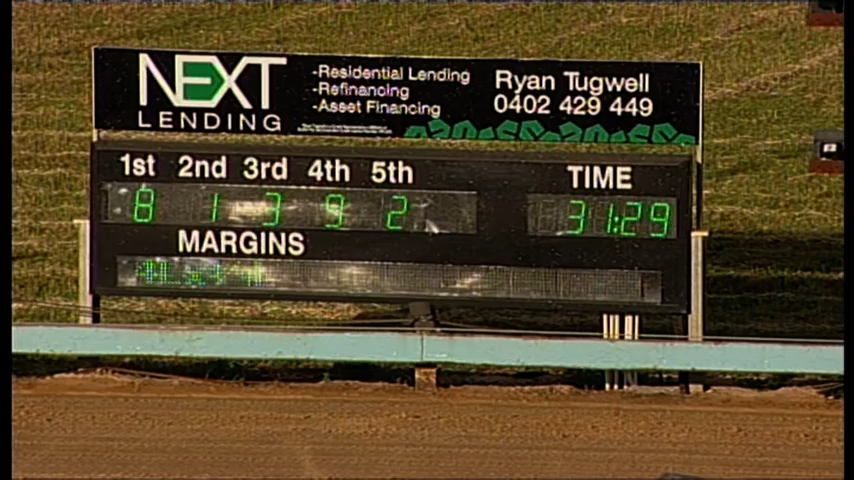 NEXT
LENDING
-Residential Lending
-Refinancing
-Asset Financing
Ryan Tugwell
0402 429 449
1st 2nd 3rd 4th 5th
8 1 3 9 2
TIME
31:29
MARGINS